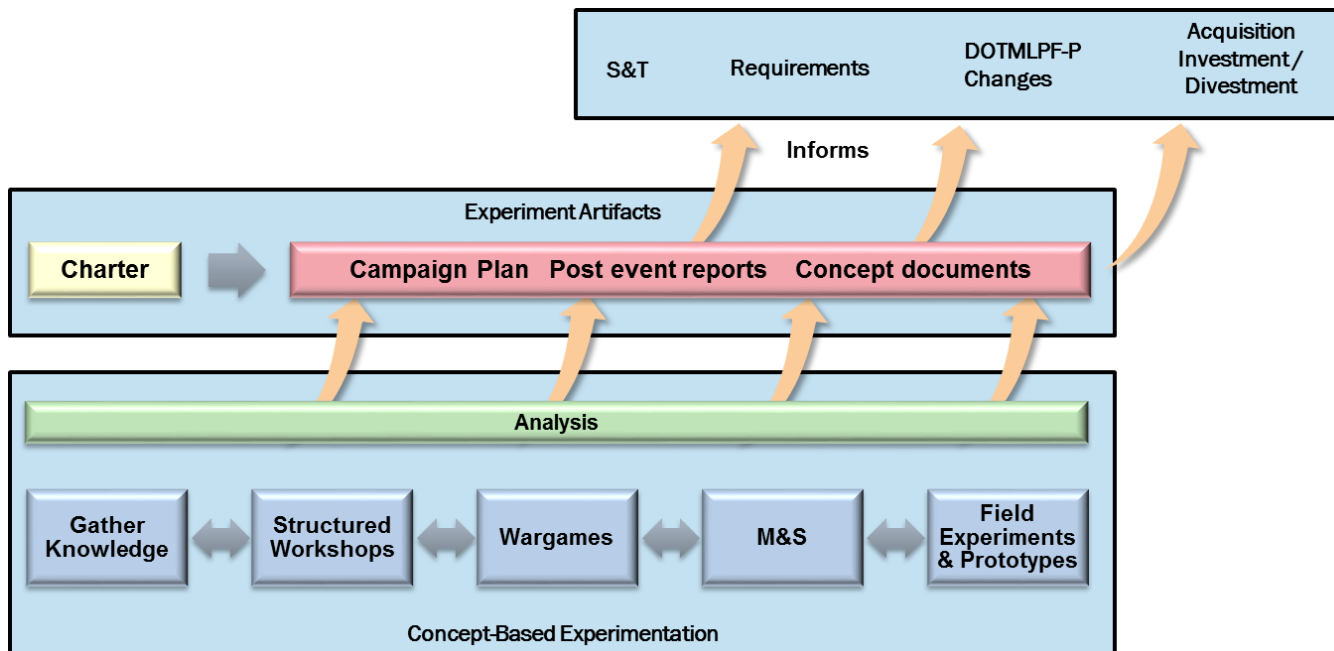 S&T
Requirements
DOTMLPF-P
Changes
Acquisition
Investment /
Divestment
Informs
Experiment Artifacts
Charter
Campaign Plan Post event reports Concept documents
Analysis
Gather
Knowledge
Structured
Workshops
Wargames
M&S
Field
Experiments
& Prototypes
Concept-Based Experimentation